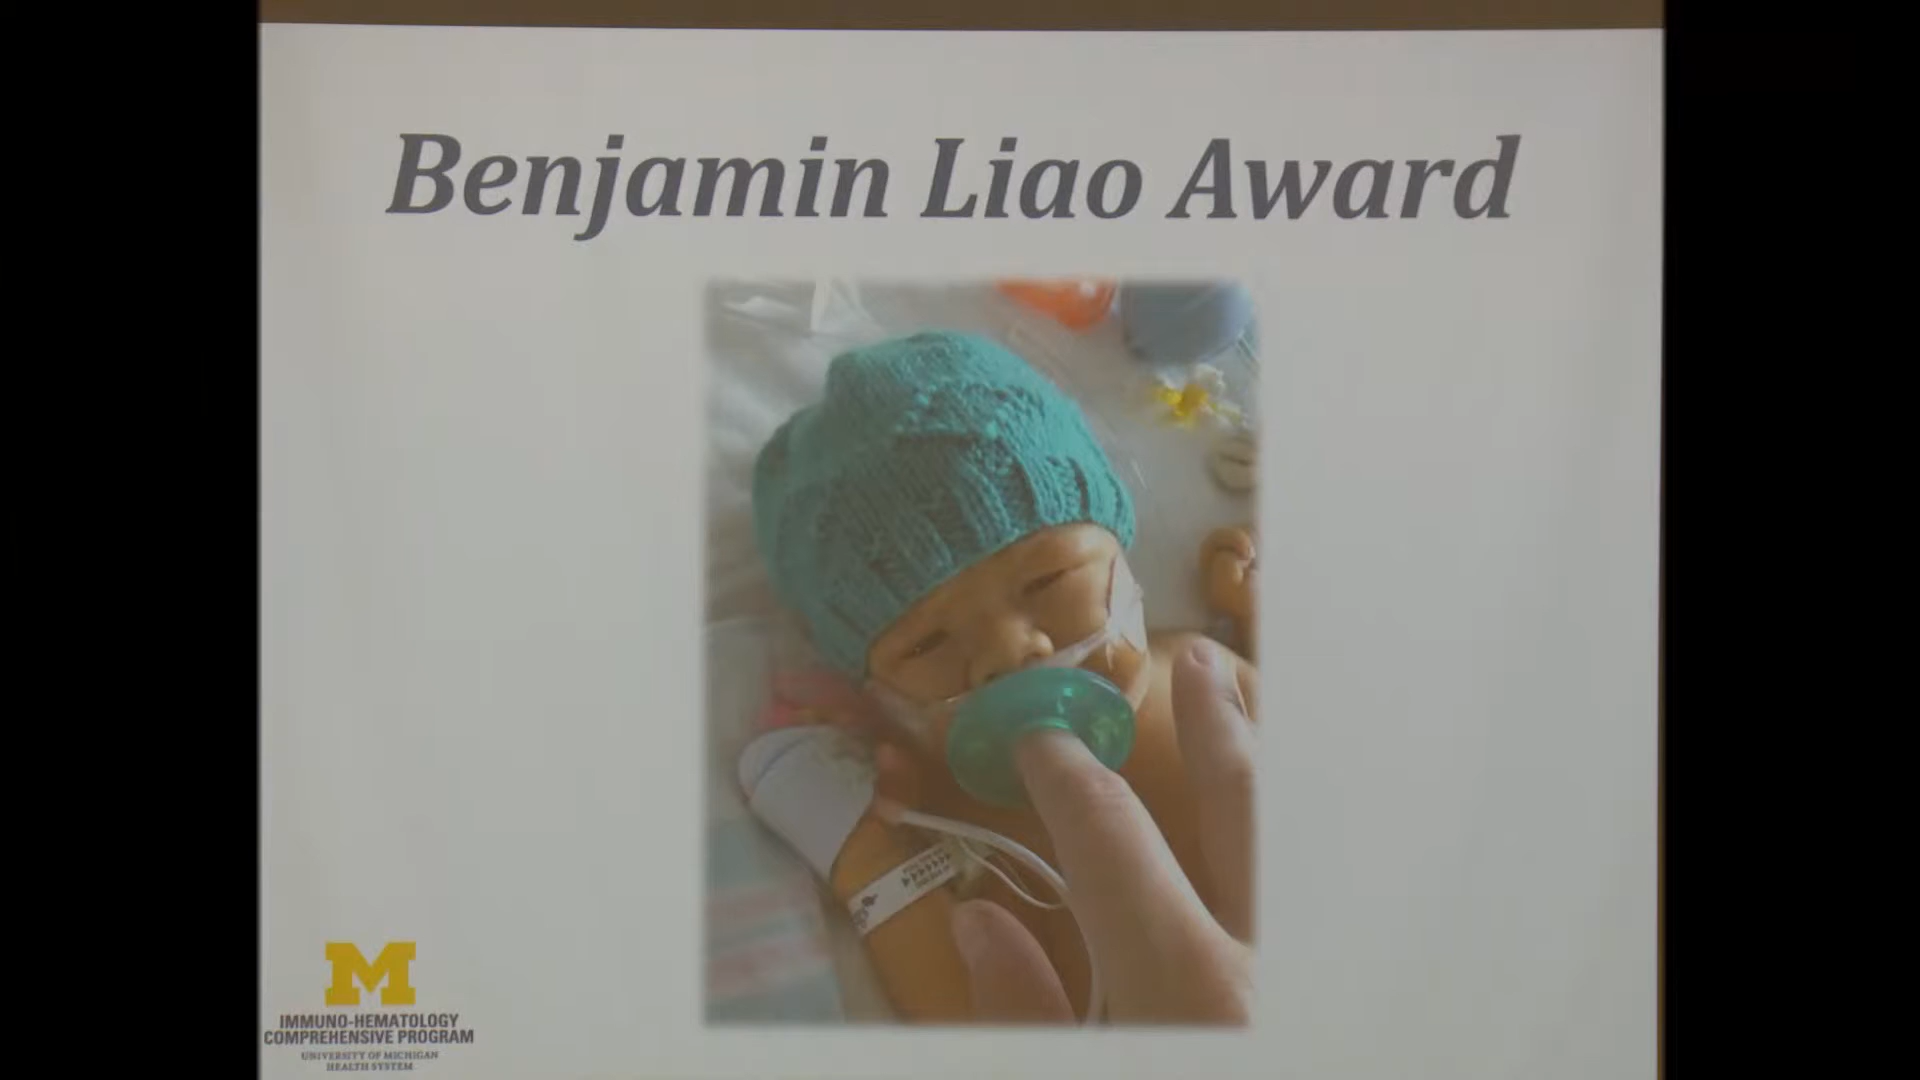 Benjamin Liao Award
M
IMMUNO-HEMATOLOGY
COMPREHENSIVE PROGRAM
UNIVERSITY OF MICHIGAN
HEALTH SYSTEM